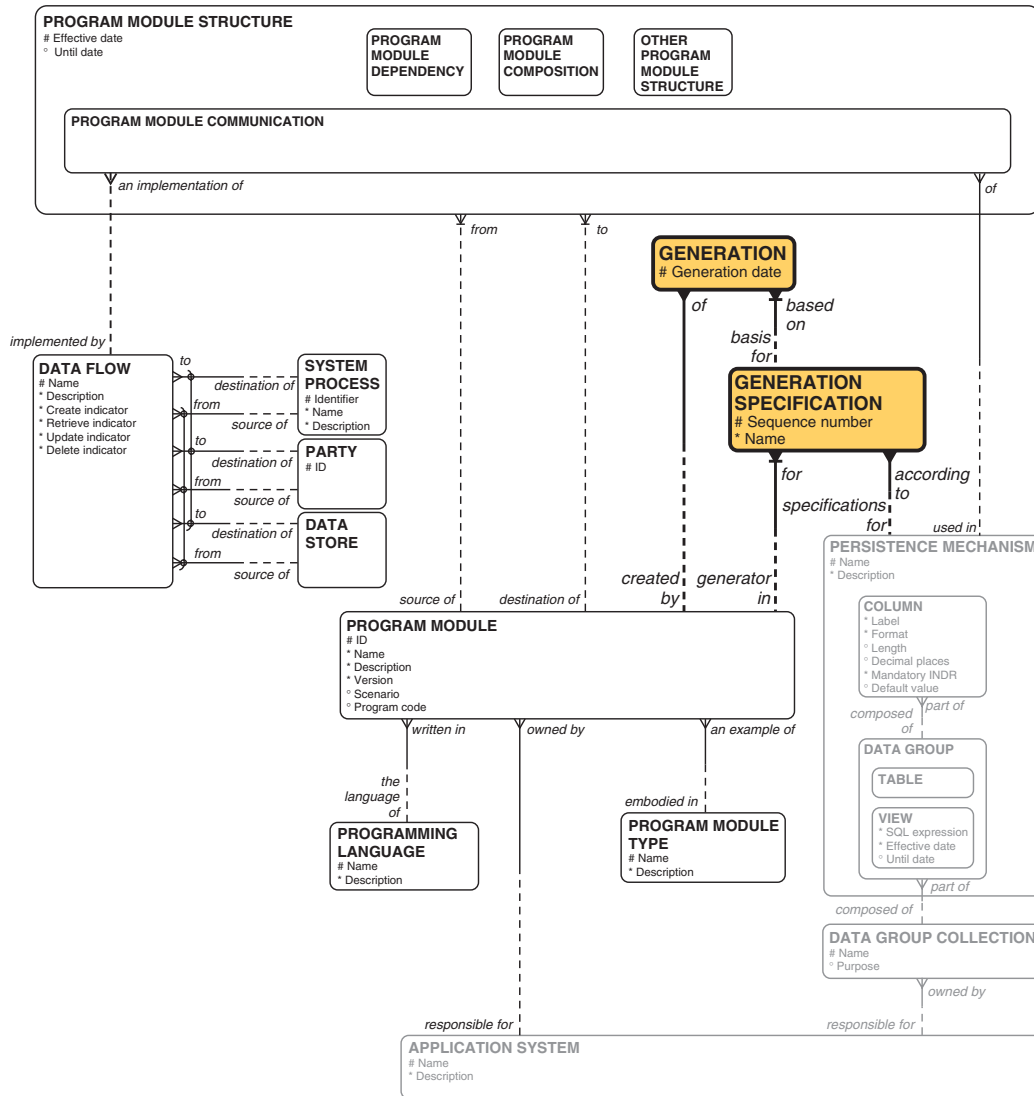 PROGRAM MODULE STRUCTURE
# Effective date
° Until date
PROGRAM
MODULE
DEPENDENCY
PROGRAM
MODULE
COMPOSITION
OTHER
PROGRAM
MODULE
STRUCTURE
PROGRAM MODULE COMMUNICATION
an implementation of
of
from
to
GENERATION
# Generation date
of
based
on
basis
for
implemented by
DATA FLOW
# Name
* Description
* Create indicator
* Retrieve indicator
* Update indicator
* Delete indicator
to
destination of
from
source of
to
destination of
from
source of
to
destination of
from
source of
SYSTEM
PROCESS
# Identifier
* Name
* Description
PARTY
# ID
DATA
STORE
GENERATION
SPECIFICATION
# Sequence number
* Name
for
according
to
specifications
for
used in
created
by
generator
in
source of
destination of
PROGRAM MODULE
# ID
* Name
* Description
* Version
° Scenario
° Program code
written in
owned by
an example of
the
language
of
embodied in
PROGRAMMING
LANGUAGE
# Name
* Description
PROGRAM MODULE
TYPE
# Name
* Description
PERSISTENCE MECHANISM
# Name
* Description
COLUMN
* Label
* Format
° Length
° Decimal places
* Mandatory INDR
° Default value
part of
composed
of
DATA GROUP
TABLE
VIEW
* SQL expression
* Effective date
° Until date
part of
composed of
DATA GROUP COLLECTION
# Name
° Purpose
owned by
responsible for
responsible for
APPLICATION SYSTEM
# Name
* Description